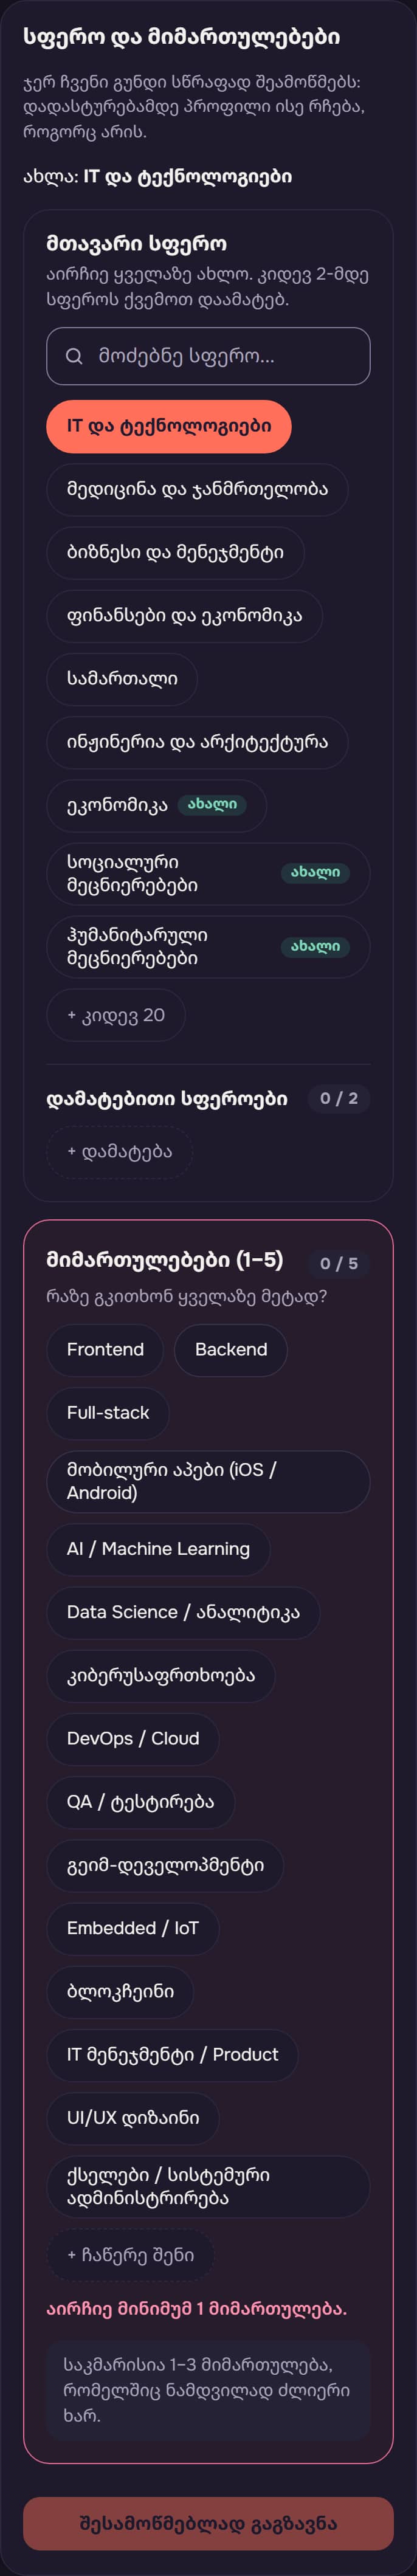 სფერო და მიმართულებები
ჯერ ჩვენი გუნდი სწრაფად შეამოწმებს:
დადასტურებამდე პროფილი ისე რჩება,
როგორც არის.
ახლა: IT და ტექნოლოგიები
მთავარი სფერო
აირჩიე ყველაზე ახლო. კიდევ 2-მდე
სფეროს ქვემოთ დაამატებ.
მოძებნე სფერო...
IT და ტექნოლოგიები
მედიცინა და ჯანმრთელობა
ბიზნესი და მენეჯმენტი
ფინანსები და ეკონომიკა
სამართალი
ინჟინერია და არქიტექტურა
ეკონომიკა ახალი
სოციალური
მეცნიერებები ახალი
ჰუმანიტარული
მეცნიერებები ახალი
+ კიდევ 20
დამატებითი სფეროები 0 / 2
+ დამატება
მიმართულებები (1–5) 0 / 5
რაზე გკითხონ ყველაზე მეტად?
Frontend Backend
Full-stack
მობილური აპები (iOS /
Android)
AI / Machine Learning
Data Science / ანალიტიკა
კიბერუსაფრთხოება
DevOps / Cloud
QA / ტესტირება
გეიმ-დეველოპმენტი
Embedded / IoT
ბლოკჩეინი
IT მენეჯმენტი / Product
UI/UX დიზაინი
ქსელები / სისტემური
ადმინისტრირება
+ ჩაწერე შენი
აირჩიე მინიმუმ 1 მიმართულება.
საკმარისია 1–3 მიმართულება,
რომელშიც ნამდვილად ძლიერი
ხარ.
შესამოწმებლად გაგზავნა